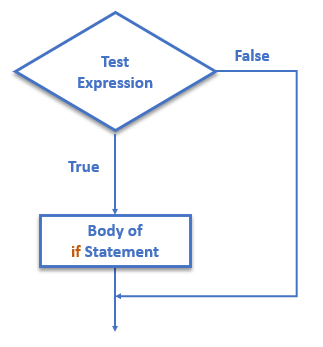 Test
Expression
False
True
Body of
if Statement